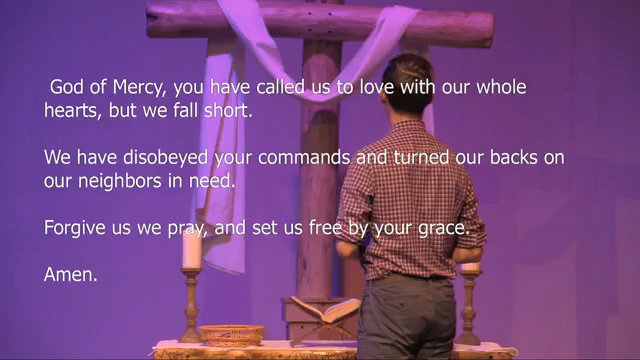 God of Mercy, you have called us to love with our whole
hearts, but we fall short.
We have disobeyed your commands and turned our backs on
our neighbors in need.
Forgive us we pray, and set us free by your grace.
Amen.